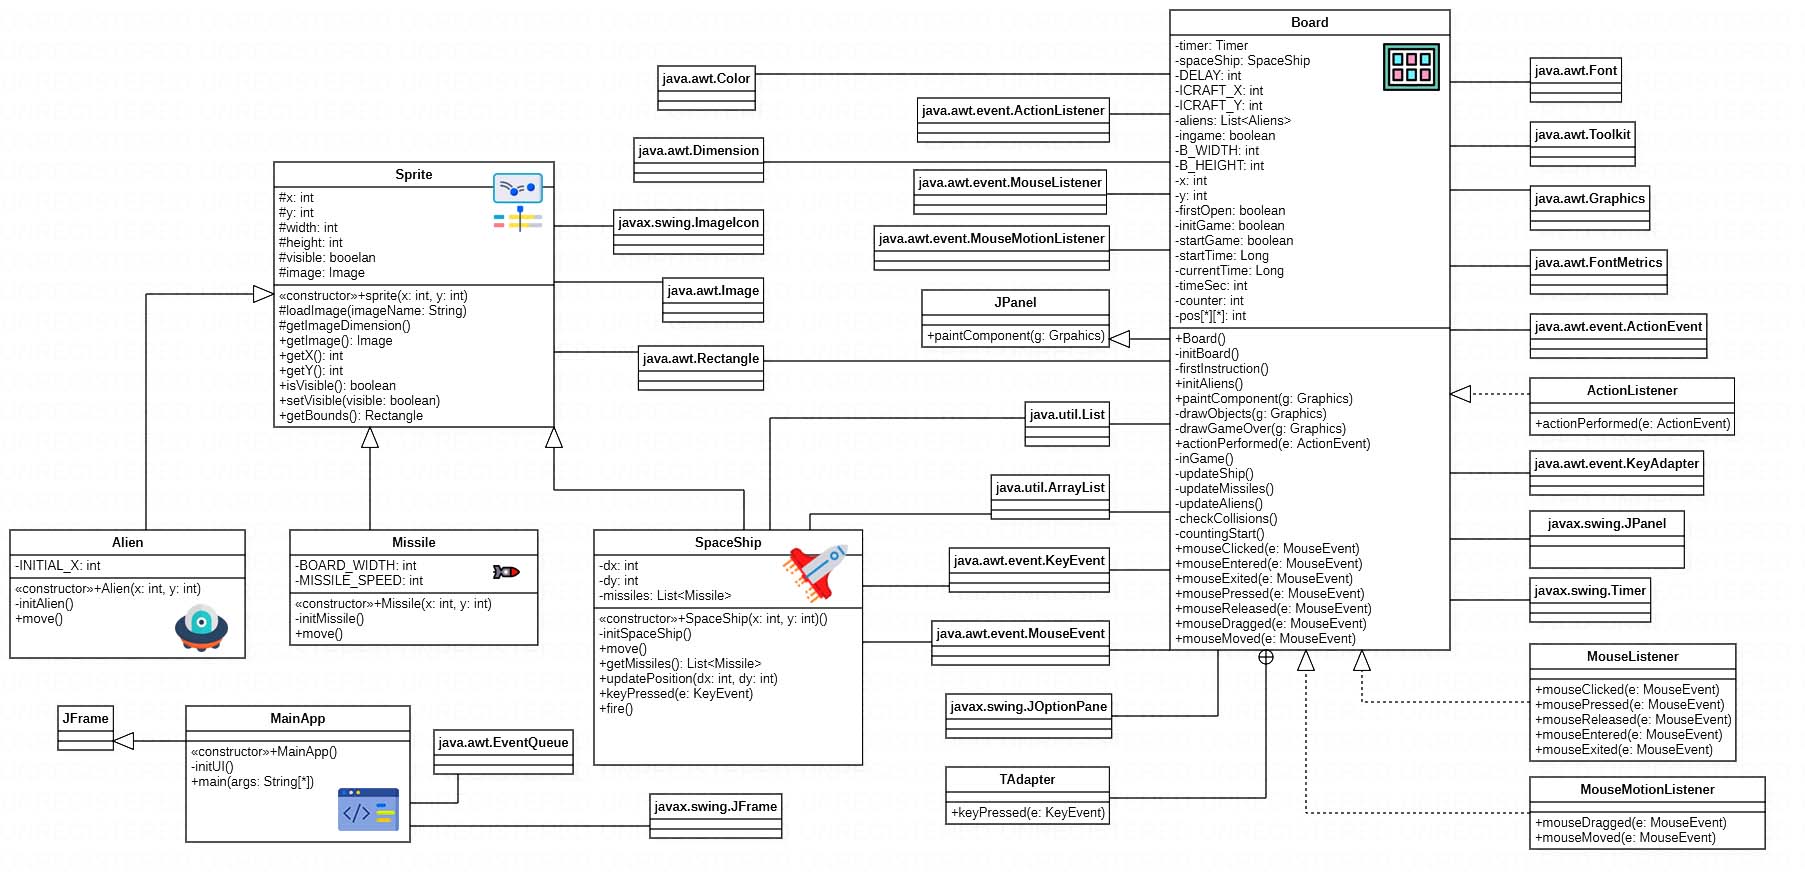 Board
-timer: Timer
-spaceShip: SpaceShip
-DELAY: int
-ICRAFT_X: int
-ICRAFT_Y: int
-aliens: List<Aliens>
-ingame: boolean
-B_WIDTH: int
-B_HEIGHT: int
-x: int
-y: int
-firstOpen: boolean
-initGame: boolean
-startGame: boolean
-startTime: Long
-currentTime: Long
-timeSec: int
-counter: int
-pos[*][*]: int
+Board()
-initBoard()
-firstInstruction()
+initAliens()
+paintComponent(g: Graphics)
-drawObjects(g: Graphics)
-drawGameOver(g: Graphics)
+actionPerformed(e: ActionEvent)
-inGame()
-updateShip()
-updateMissiles()
-updateAliens()
-checkCollisions()
-countingStart()
+mouseClicked(e: MouseEvent)
+mouseEntered(e: MouseEvent)
+mouseExited(e: MouseEvent)
+mousePressed(e: MouseEvent)
+mouseReleased(e: MouseEvent)
+mouseDragged(e: MouseEvent)
+mouseMoved(e: MouseEvent)
java.awt.Color
java.awt.event.ActionListener
java.awt.Dimension
java.awt.event.MouseListener
javax.swing.ImageIcon
java.awt.event.MouseMotionListener
java.awt.Image
JPanel
+paintComponent(g: Grpahics)
java.awt.Rectangle
java.util.List
java.util.ArrayList
java.awt.event.KeyEvent
java.awt.event.MouseEvent
javax.swing.JOptionPane
TAdapter
+keyPressed(e: KeyEvent)
java.awt.Font
java.awt.Toolkit
java.awt.Graphics
java.awt.FontMetrics
java.awt.event.ActionEvent
ActionListener
+actionPerformed(e: ActionEvent)
java.awt.event.KeyAdapter
javax.swing.JPanel
javax.swing.Timer
MouseListener
+mouseClicked(e: MouseEvent)
+mousePressed(e: MouseEvent)
+mouseReleased(e: MouseEvent)
+mouseEntered(e: MouseEvent)
+mouseExited(e: MouseEvent)
MouseMotionListener
+mouseDragged(e: MouseEvent)
+mouseMoved(e: MouseEvent)
Sprite
#x: int
#y: int
#width: int
#height: int
#visible: booelan
#image: Image
«constructor»+sprite(x: int, y: int)
#loadImage(imageName: String)
#getImageDimension()
+getImage(): Image
+getX(): int
+getY(): int
+isVisible(): boolean
+setVisible(visible: boolean)
+getBounds(): Rectangle
Alien
-INITIAL_X: int
«constructor»+Alien(x: int, y: int)
-initAlien()
+move()
Missile
-BOARD_WIDTH: int
-MISSILE_SPEED: int
«constructor»+Missile(x: int, y: int)
-initMissile()
+move()
SpaceShip
-dx: int
-dy: int
-missiles: List<Missile>
«constructor»+SpaceShip(x: int, y: int)()
-initSpaceShip()
+move()
+getMissiles(): List<Missile>
+updatePosition(dx: int, dy: int)
+keyPressed(e: KeyEvent)
+fire()
JFrame
MainApp
«constructor»+MainApp()
-initUI()
+main(args: String[*])
</>
java.awt.EventQueue
javax.swing.JFrame